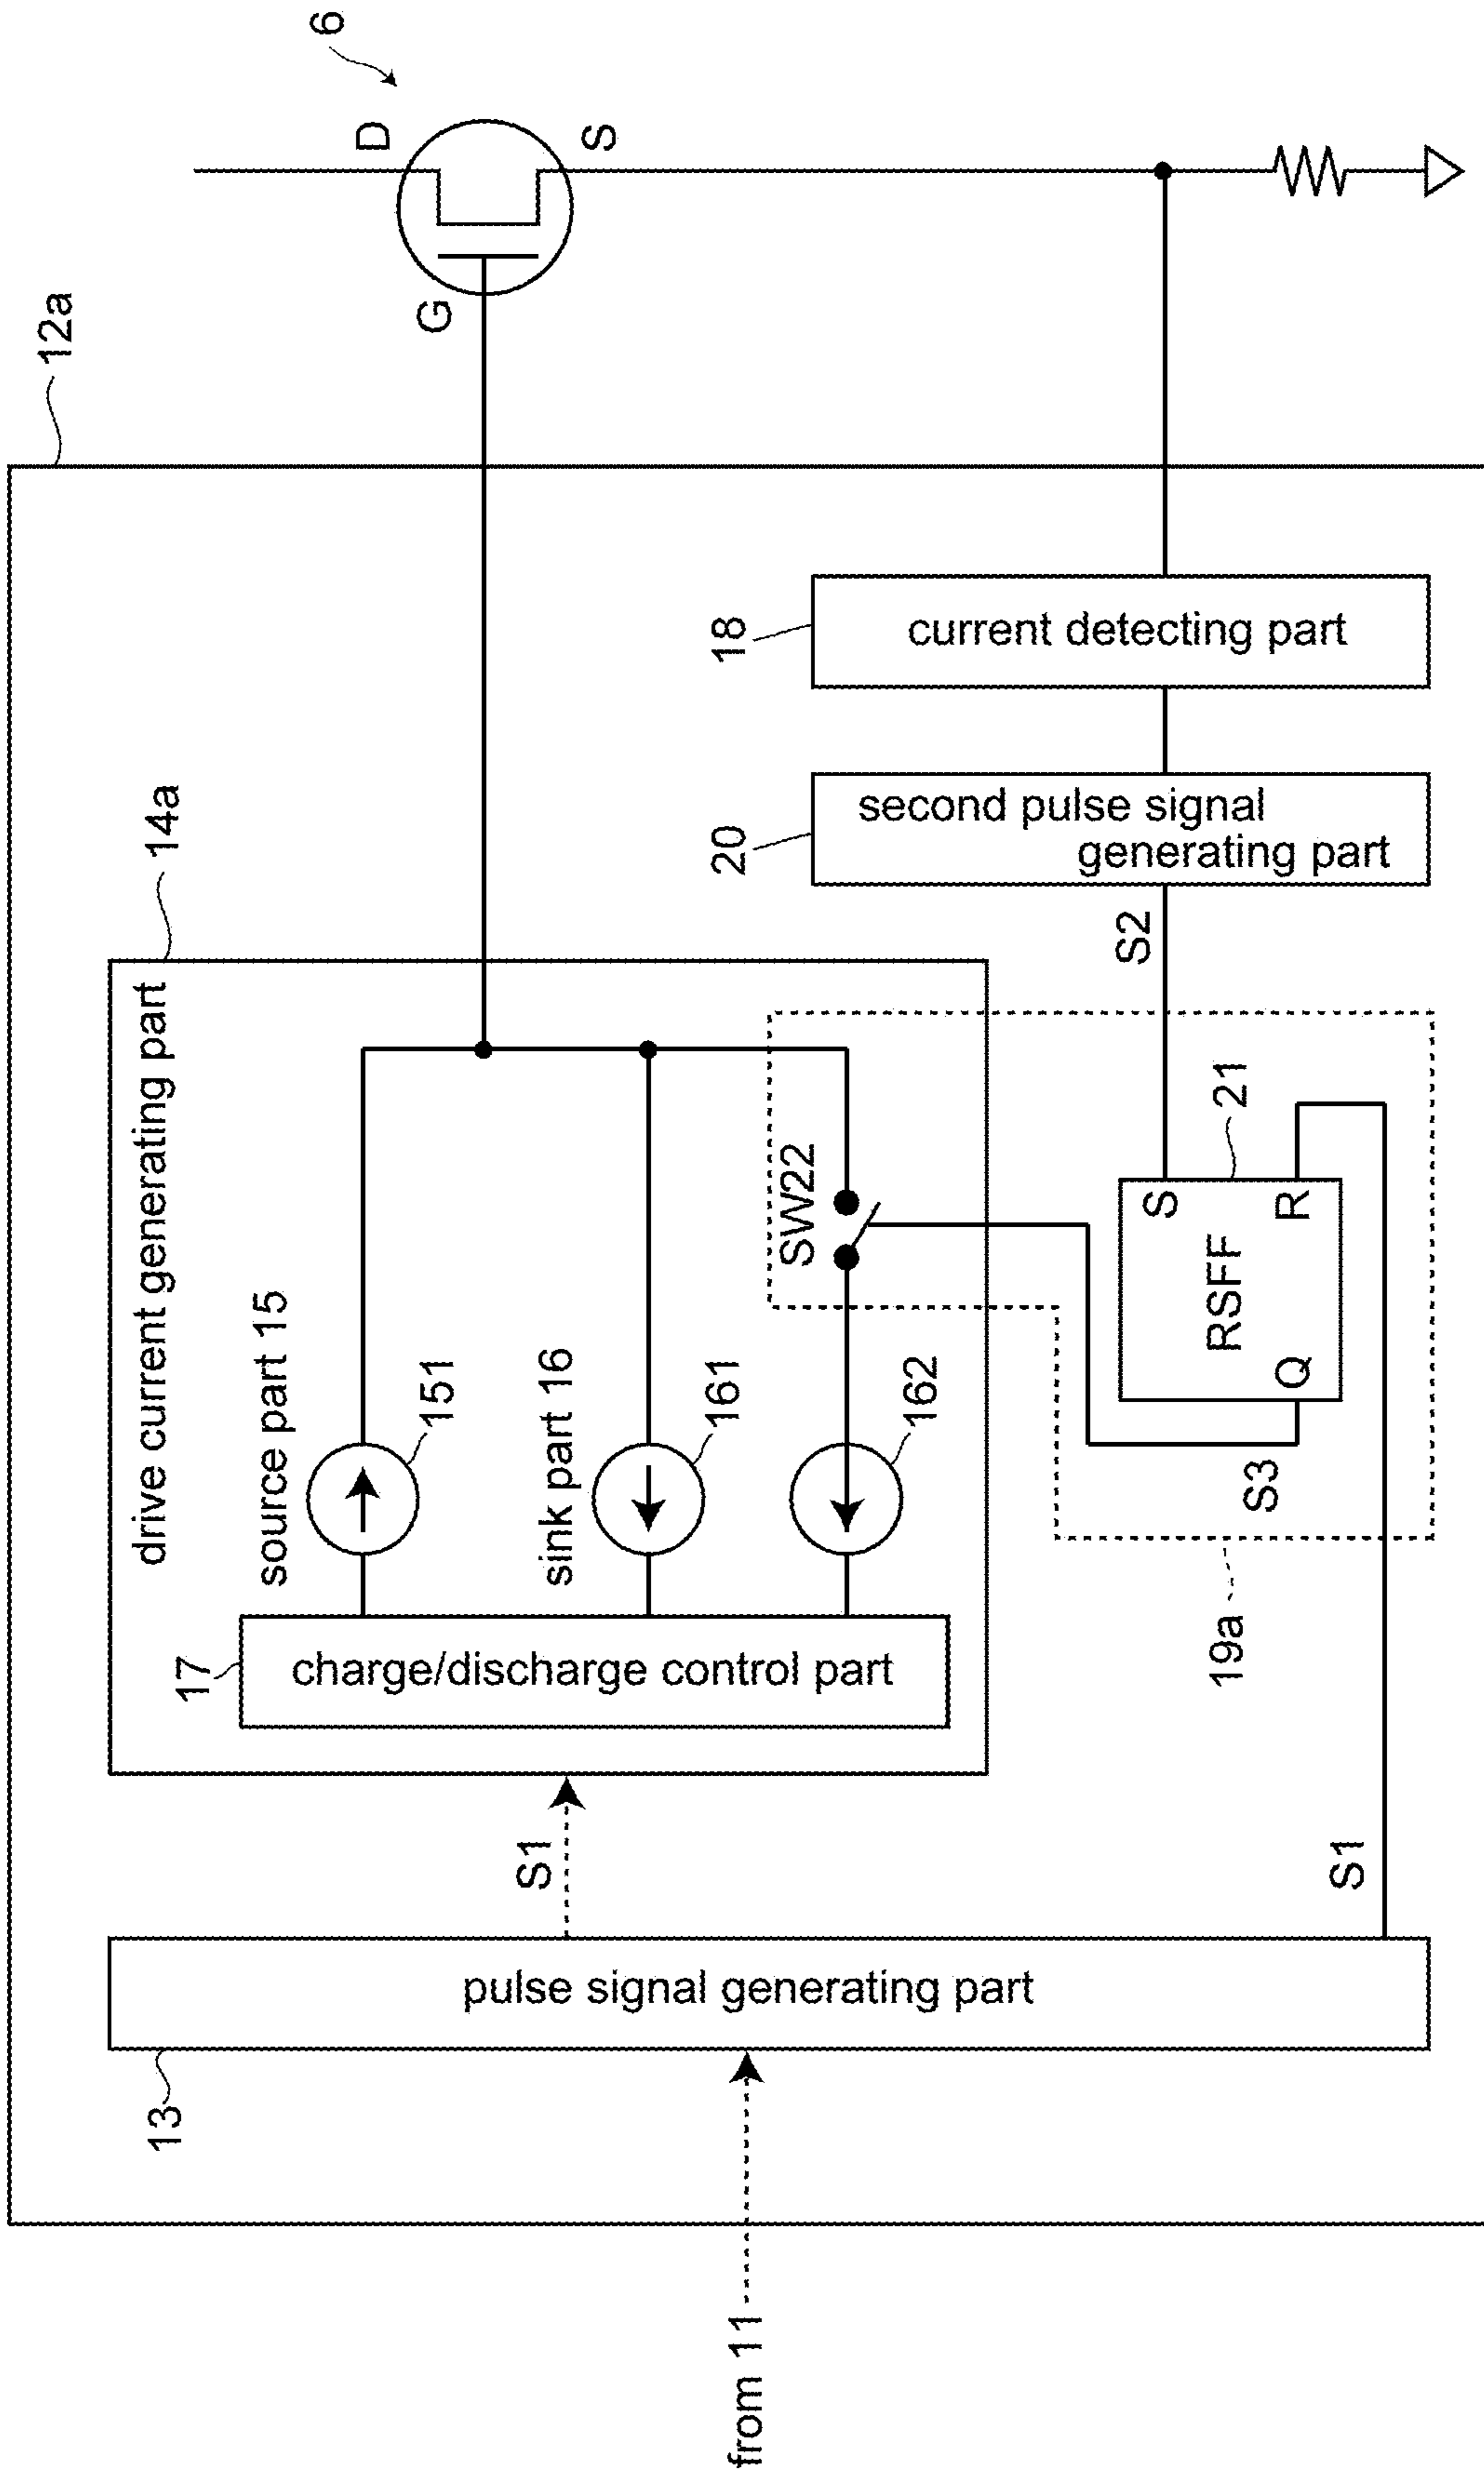 12a
6
D
G
S
drive current generating part
14a
source part 15
151
sink part 16
161
162
SW22
17
charge/discharge control part
18
current detecting part
20
second pulse signal
generating part
S2
S
R
RSFF
Q
21
S3
19a
S1
S1
13
pulse signal generating part
from 11